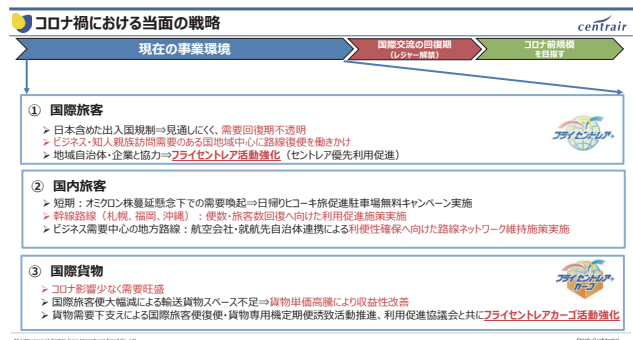 コロナ禍における当面の戦略
centrair
現在の事業環境
国際交流の回復期
(レジャー解禁)
コロナ前規模
を目指す
① 国際旅客
➢ 日本含めた出入国規制⇒見通しにくく、需要回復期不透明
➢ ビジネス・知人親族訪問需要のある国地域中心に路線復便を働きかけ
➢ 地域自治体・企業と協力⇒フライセントレア活動強化（セントレア優先利用促進）
フライセントレア
② 国内旅客
➢ 短期：オミクロン株蔓延懸念下での需要喚起⇒日帰りヒコーキ旅促進駐車場無料キャンペーン実施
➢ 幹線路線（札幌、福岡、沖縄）：便数・旅客数回復へ向けた利用促進施策実施
➢ ビジネス需要中心の地方路線：航空会社・就航先自治体連携による利便性確保へ向けた路線ネットワーク維持施策実施
③ 国際貨物
➢ コロナ影響少なく需要旺盛
➢ 国際旅客便大幅減による輸送貨物スペース不足⇒貨物単価高騰により収益性改善
➢ 貨物需要下支えによる国際旅客便復便・貨物専用機定期便誘致活動推進、利用促進協議会と共にフライセントレアカーゴ活動強化
フライセントレア
カーゴ